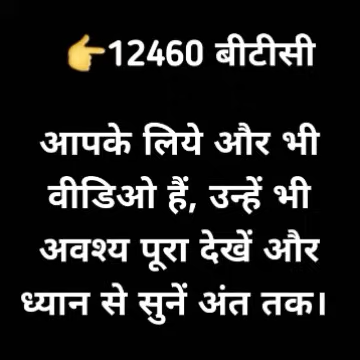 👉12460 बीटीसी
आपके लिये और भी
वीडिओ हैं, उन्हें भी
अवश्य पूरा देखें और
ध्यान से सुनें अंत तक।